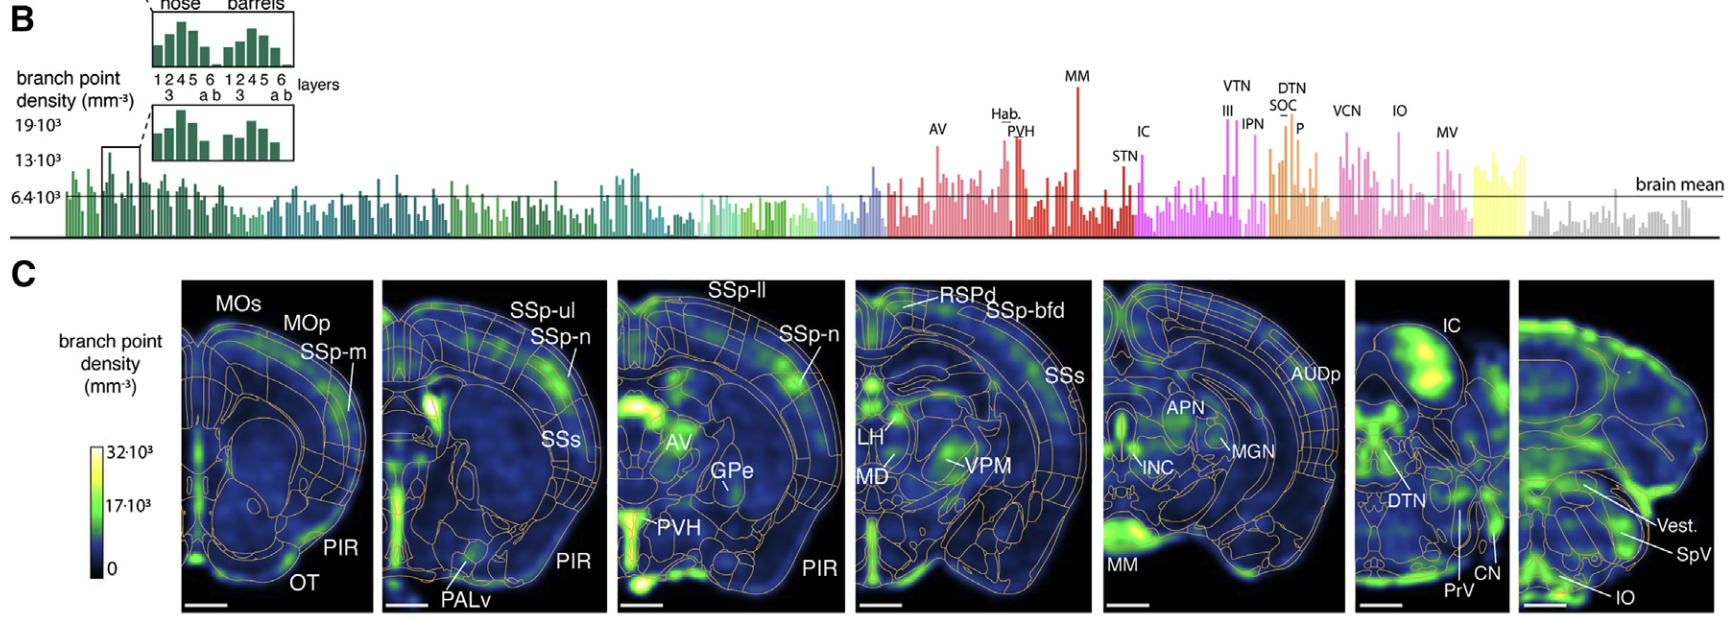 B
nose barrels
1 2 4 5 6 1 2 4 5 6 layers
3 a b 3 a b
branch point
density (mm-³)
19·10³
13·10³
6,4·10³
AV
Hab.
PVH
MM
STN
IC
VTN
III
IPN
DTN
SOC
P
VCN
IO
MV
brain mean
C
branch point
density
(mm-³)
32·10³
17·10³
0
MOs
MOp
SSp-m
PIR
OT
SSp-ul
SSp-n
SSs
PIR
PALv
SSp-ll
SSp-n
AV
GPe
PVH
PIR
RSPd
SSp-bfd
SSs
LH
MD
VPM
AUDp
APN
MGN
INC
MM
IC
DTN
PrV
CN
Vest.
SpV
IO